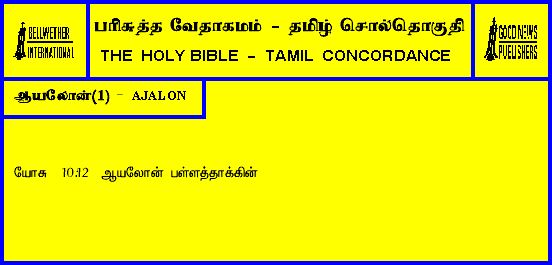 BELLWETHER
INTERNATIONAL
பரிசுத்த வேதாகமம் - தமிழ் சொல்தொகுதி
THE HOLY BIBLE - TAMIL CONCORDANCE
GOOD NEWS
PUBLISHERS
ஆயலோன்(1) - AJALON
யோசு 10:12 ஆயலோன் பள்ளத்தாக்கின்